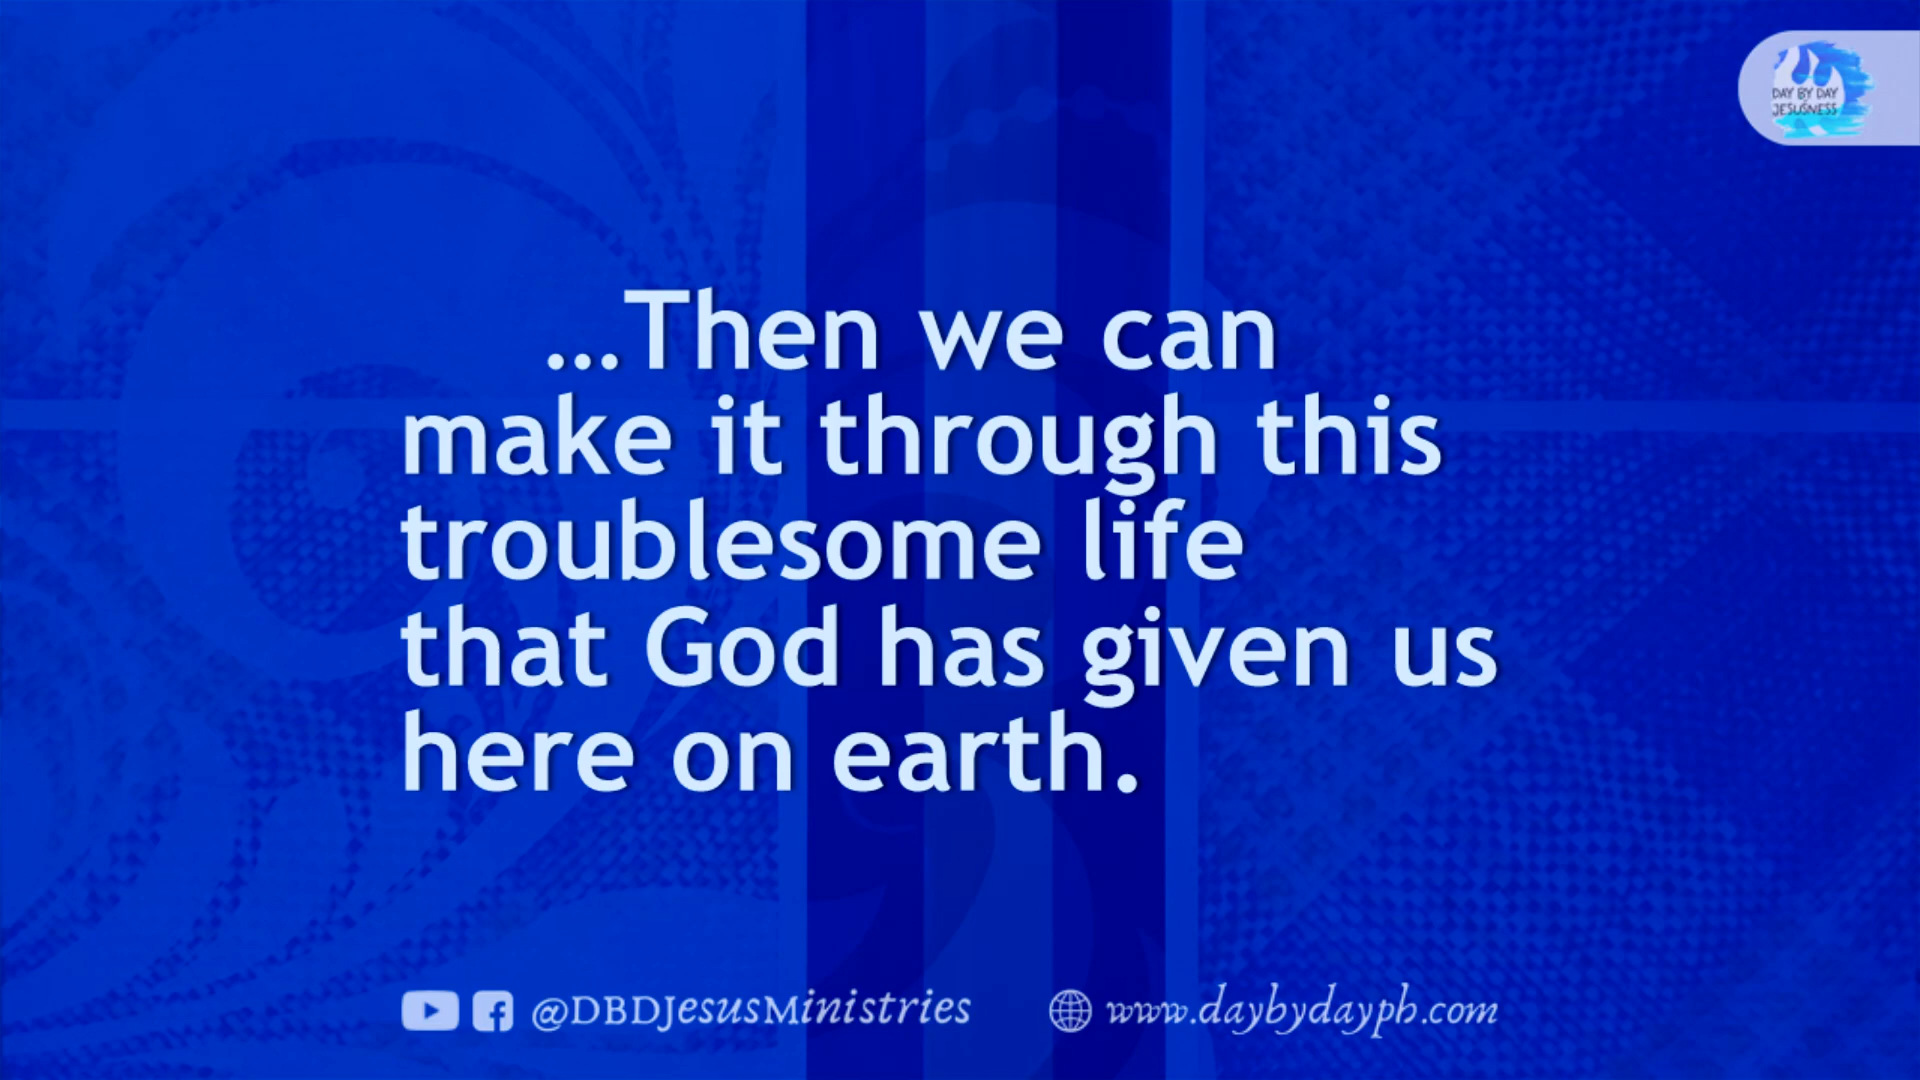 DAY BY DAY
JESUSNESS
...Then we can
make it through this
troublesome life
that God has given us
here on earth.
@DBDJesusMinistries
www.daybydayph.com